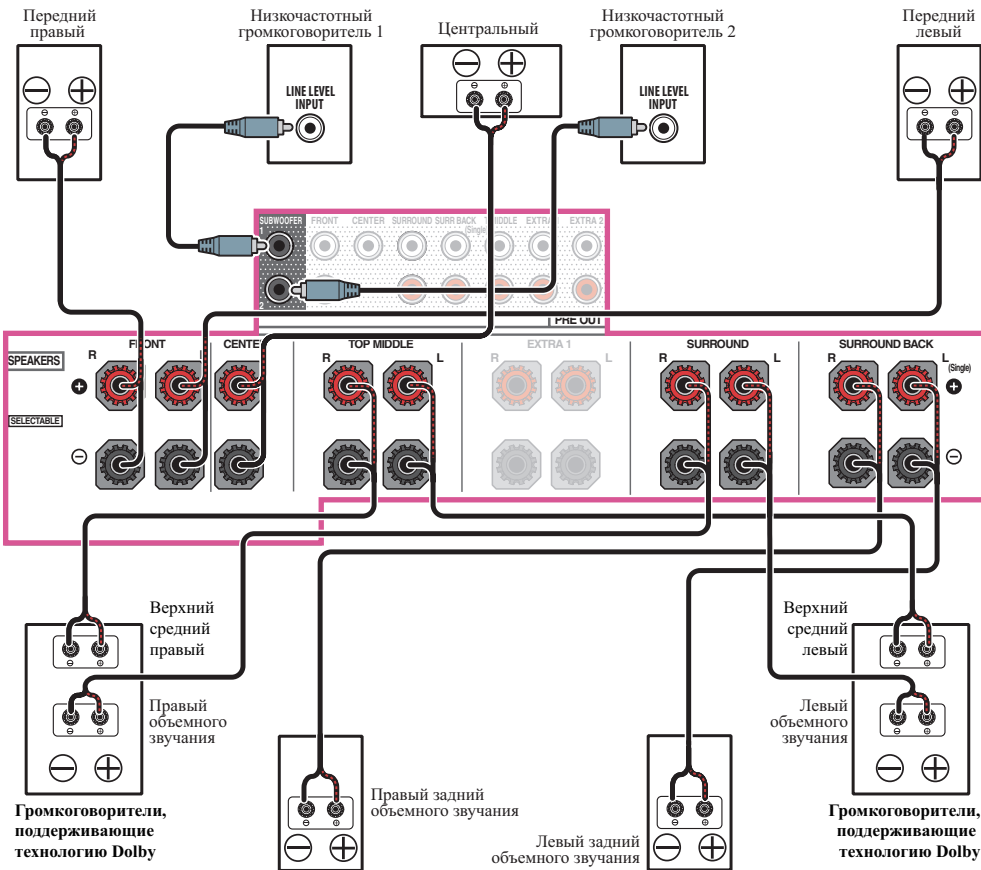 Передний
правый
Низкочастотный
громкоговоритель 1
Центральный
Низкочастотный
громкоговоритель 2
Передний
левый
LINE LEVEL
INPUT
LINE LEVEL
INPUT
SUBWOOFER
FRONT
CENTER
SURROUND
SURR BACK
(Single)
EXTRA 2
1
2
PRE OUT
SPEAKERS
SELECTABLE
R
FRONT
L
CENTER
TOP MIDDLE
R
L
EXTRA 1
SURROUND
R
L
SURROUND BACK
R
L
(Single)
Верхний
средний
правый
Правый
объемного
звучания
Громкоговорители,
поддерживающие
технологию Dolby
Правый задний
объемного звучания
Левый задний
объемного звучания
Верхний
средний
левый
Левый
объемного
звучания
Громкоговорители,
поддерживающие
технологию Dolby